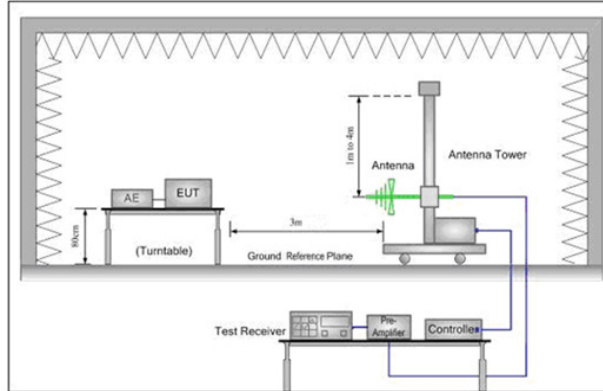 1m to 4m
Antenna
Antenna Tower
AE
EUT
80cm
(Turntable)
3m
Ground Reference Plane
Test Receiver
Pre-
Amplifier
Controller